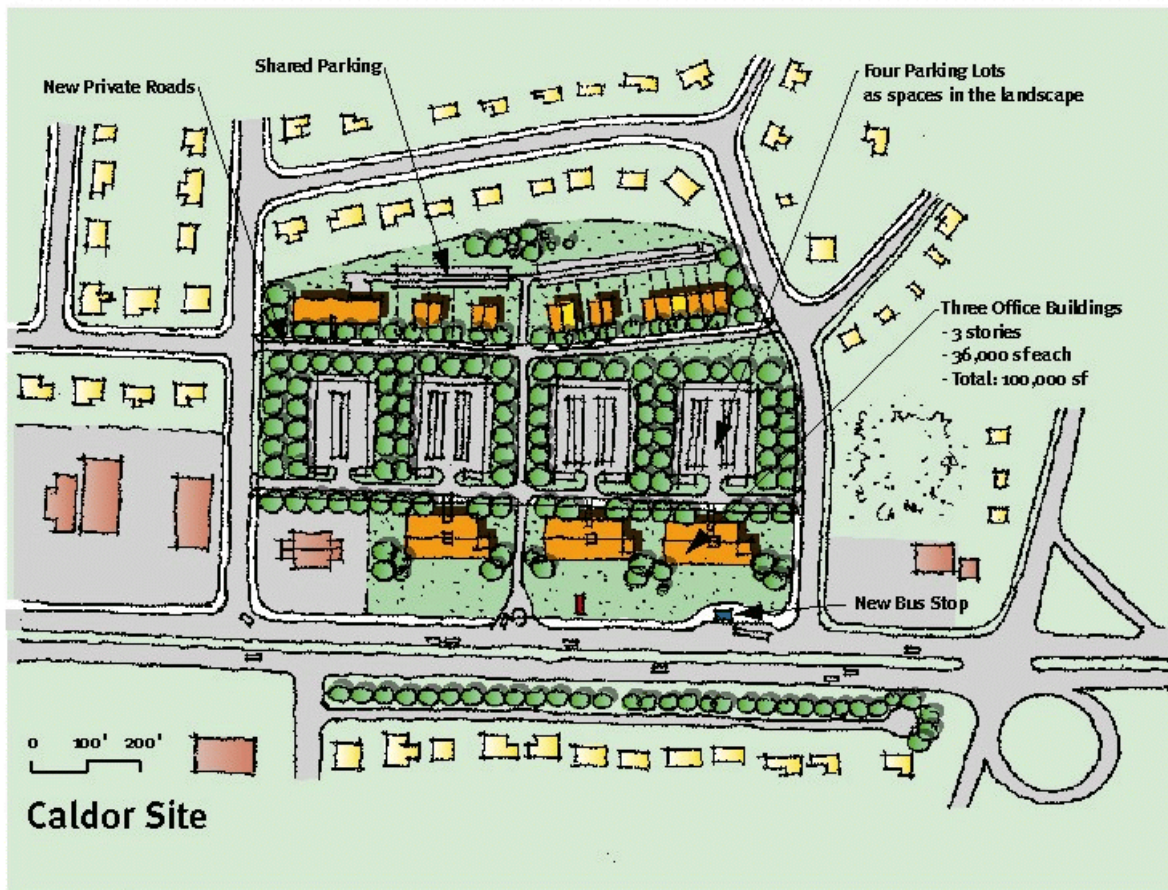 Shared Parking
New Private Roads
Four Parking Lots
as spaces in the landscape
Three Office Buildings
- 3 stories
- 36,000 sf each
- Total: 100,000 sf
New Bus Stop
0 100' 200'
Caldor Site